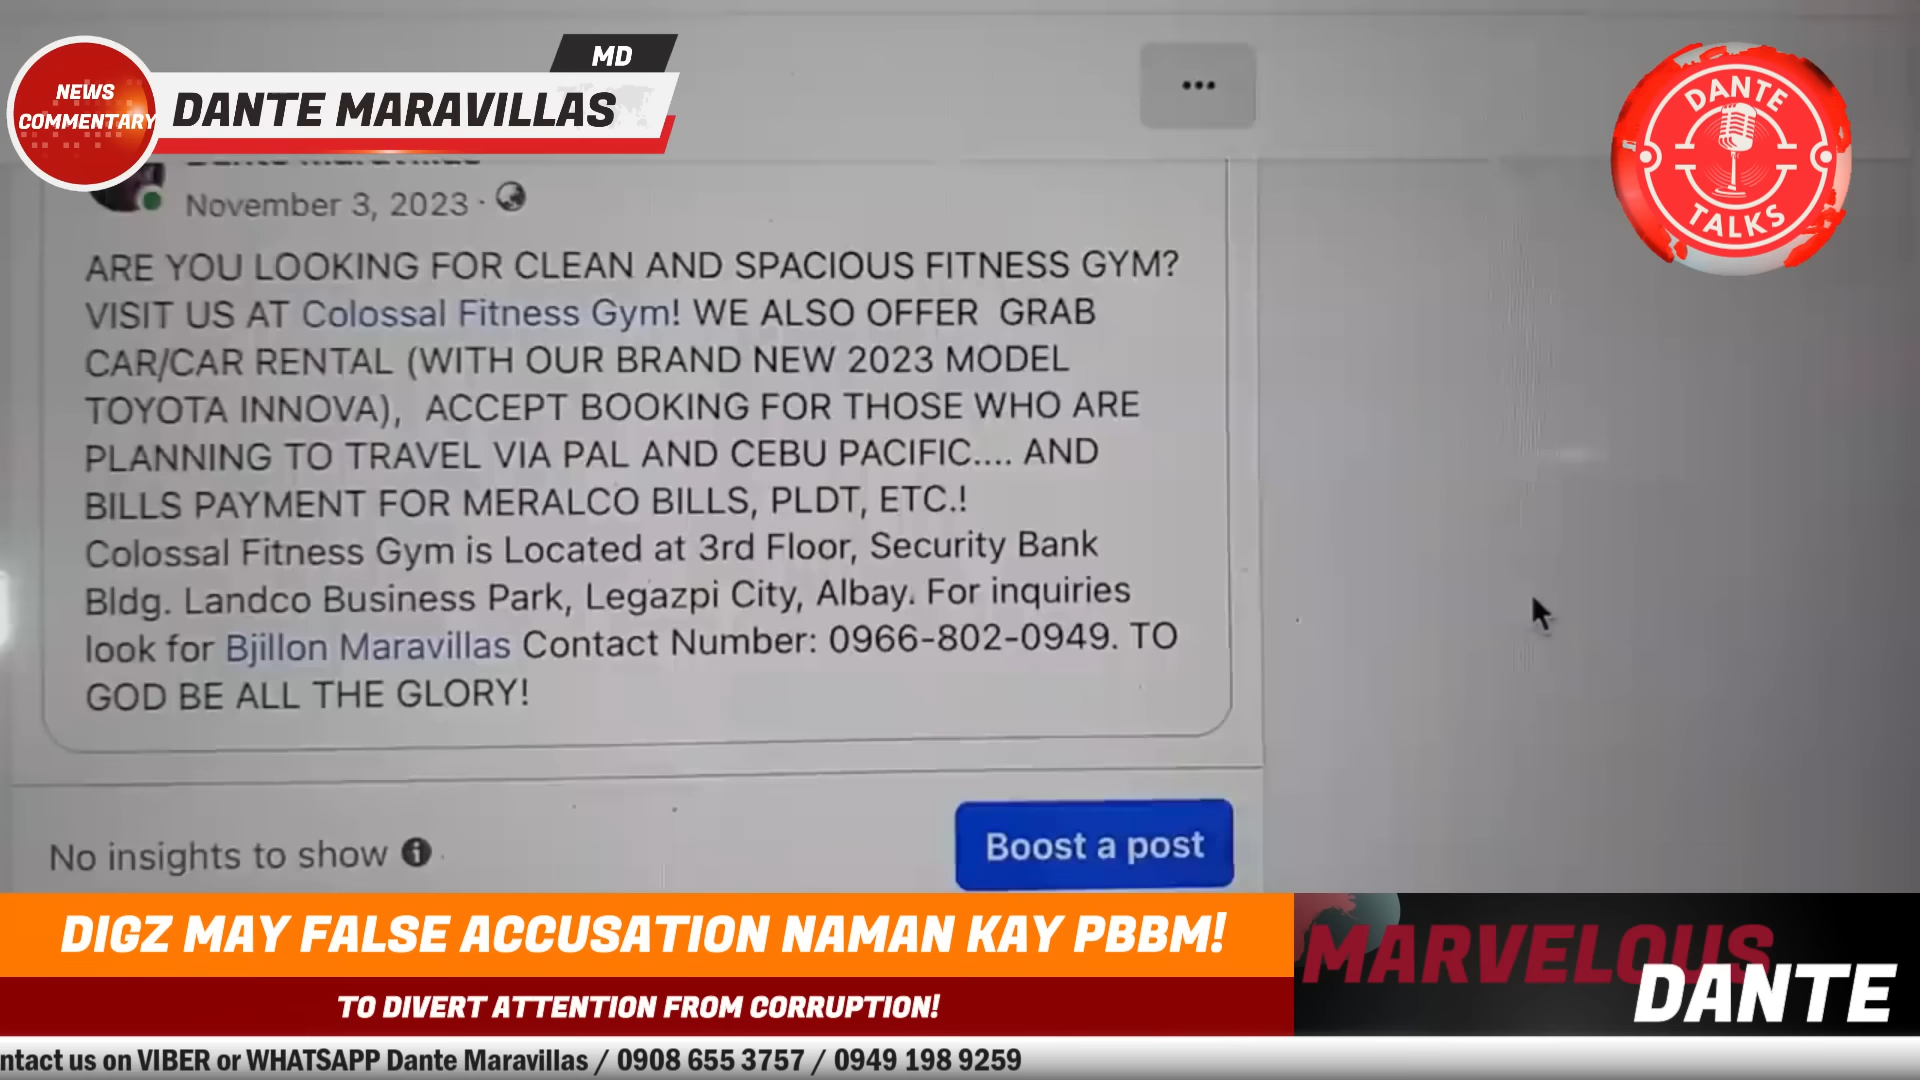 MD
NEWS
COMMENTARY
DANTE MARAVILLAS
•••
DANTE
TALKS
November 3, 2023 ·
ARE YOU LOOKING FOR CLEAN AND SPACIOUS FITNESS GYM?
VISIT US AT Colossal Fitness Gym! WE ALSO OFFER GRAB
CAR/CAR RENTAL (WITH OUR BRAND NEW 2023 MODEL
TOYOTA INNOVA), ACCEPT BOOKING FOR THOSE WHO ARE
PLANNING TO TRAVEL VIA PAL AND CEBU PACIFIC.... AND
BILLS PAYMENT FOR MERALCO BILLS, PLDT, ETC.!
Colossal Fitness Gym is Located at 3rd Floor, Security Bank
Bldg. Landco Business Park, Legazpi City, Albay. For inquiries
look for Bjillon Maravillas Contact Number: 0966-802-0949. TO
GOD BE ALL THE GLORY!
No insights to show
Boost a post
DIGZ MAY FALSE ACCUSATION NAMAN KAY PBBM!
TO DIVERT ATTENTION FROM CORRUPTION!
MARVELOUS
DANTE
ntact us on VIBER or WHATSAPP Dante Maravillas / 0908 655 3757 / 0949 198 9259